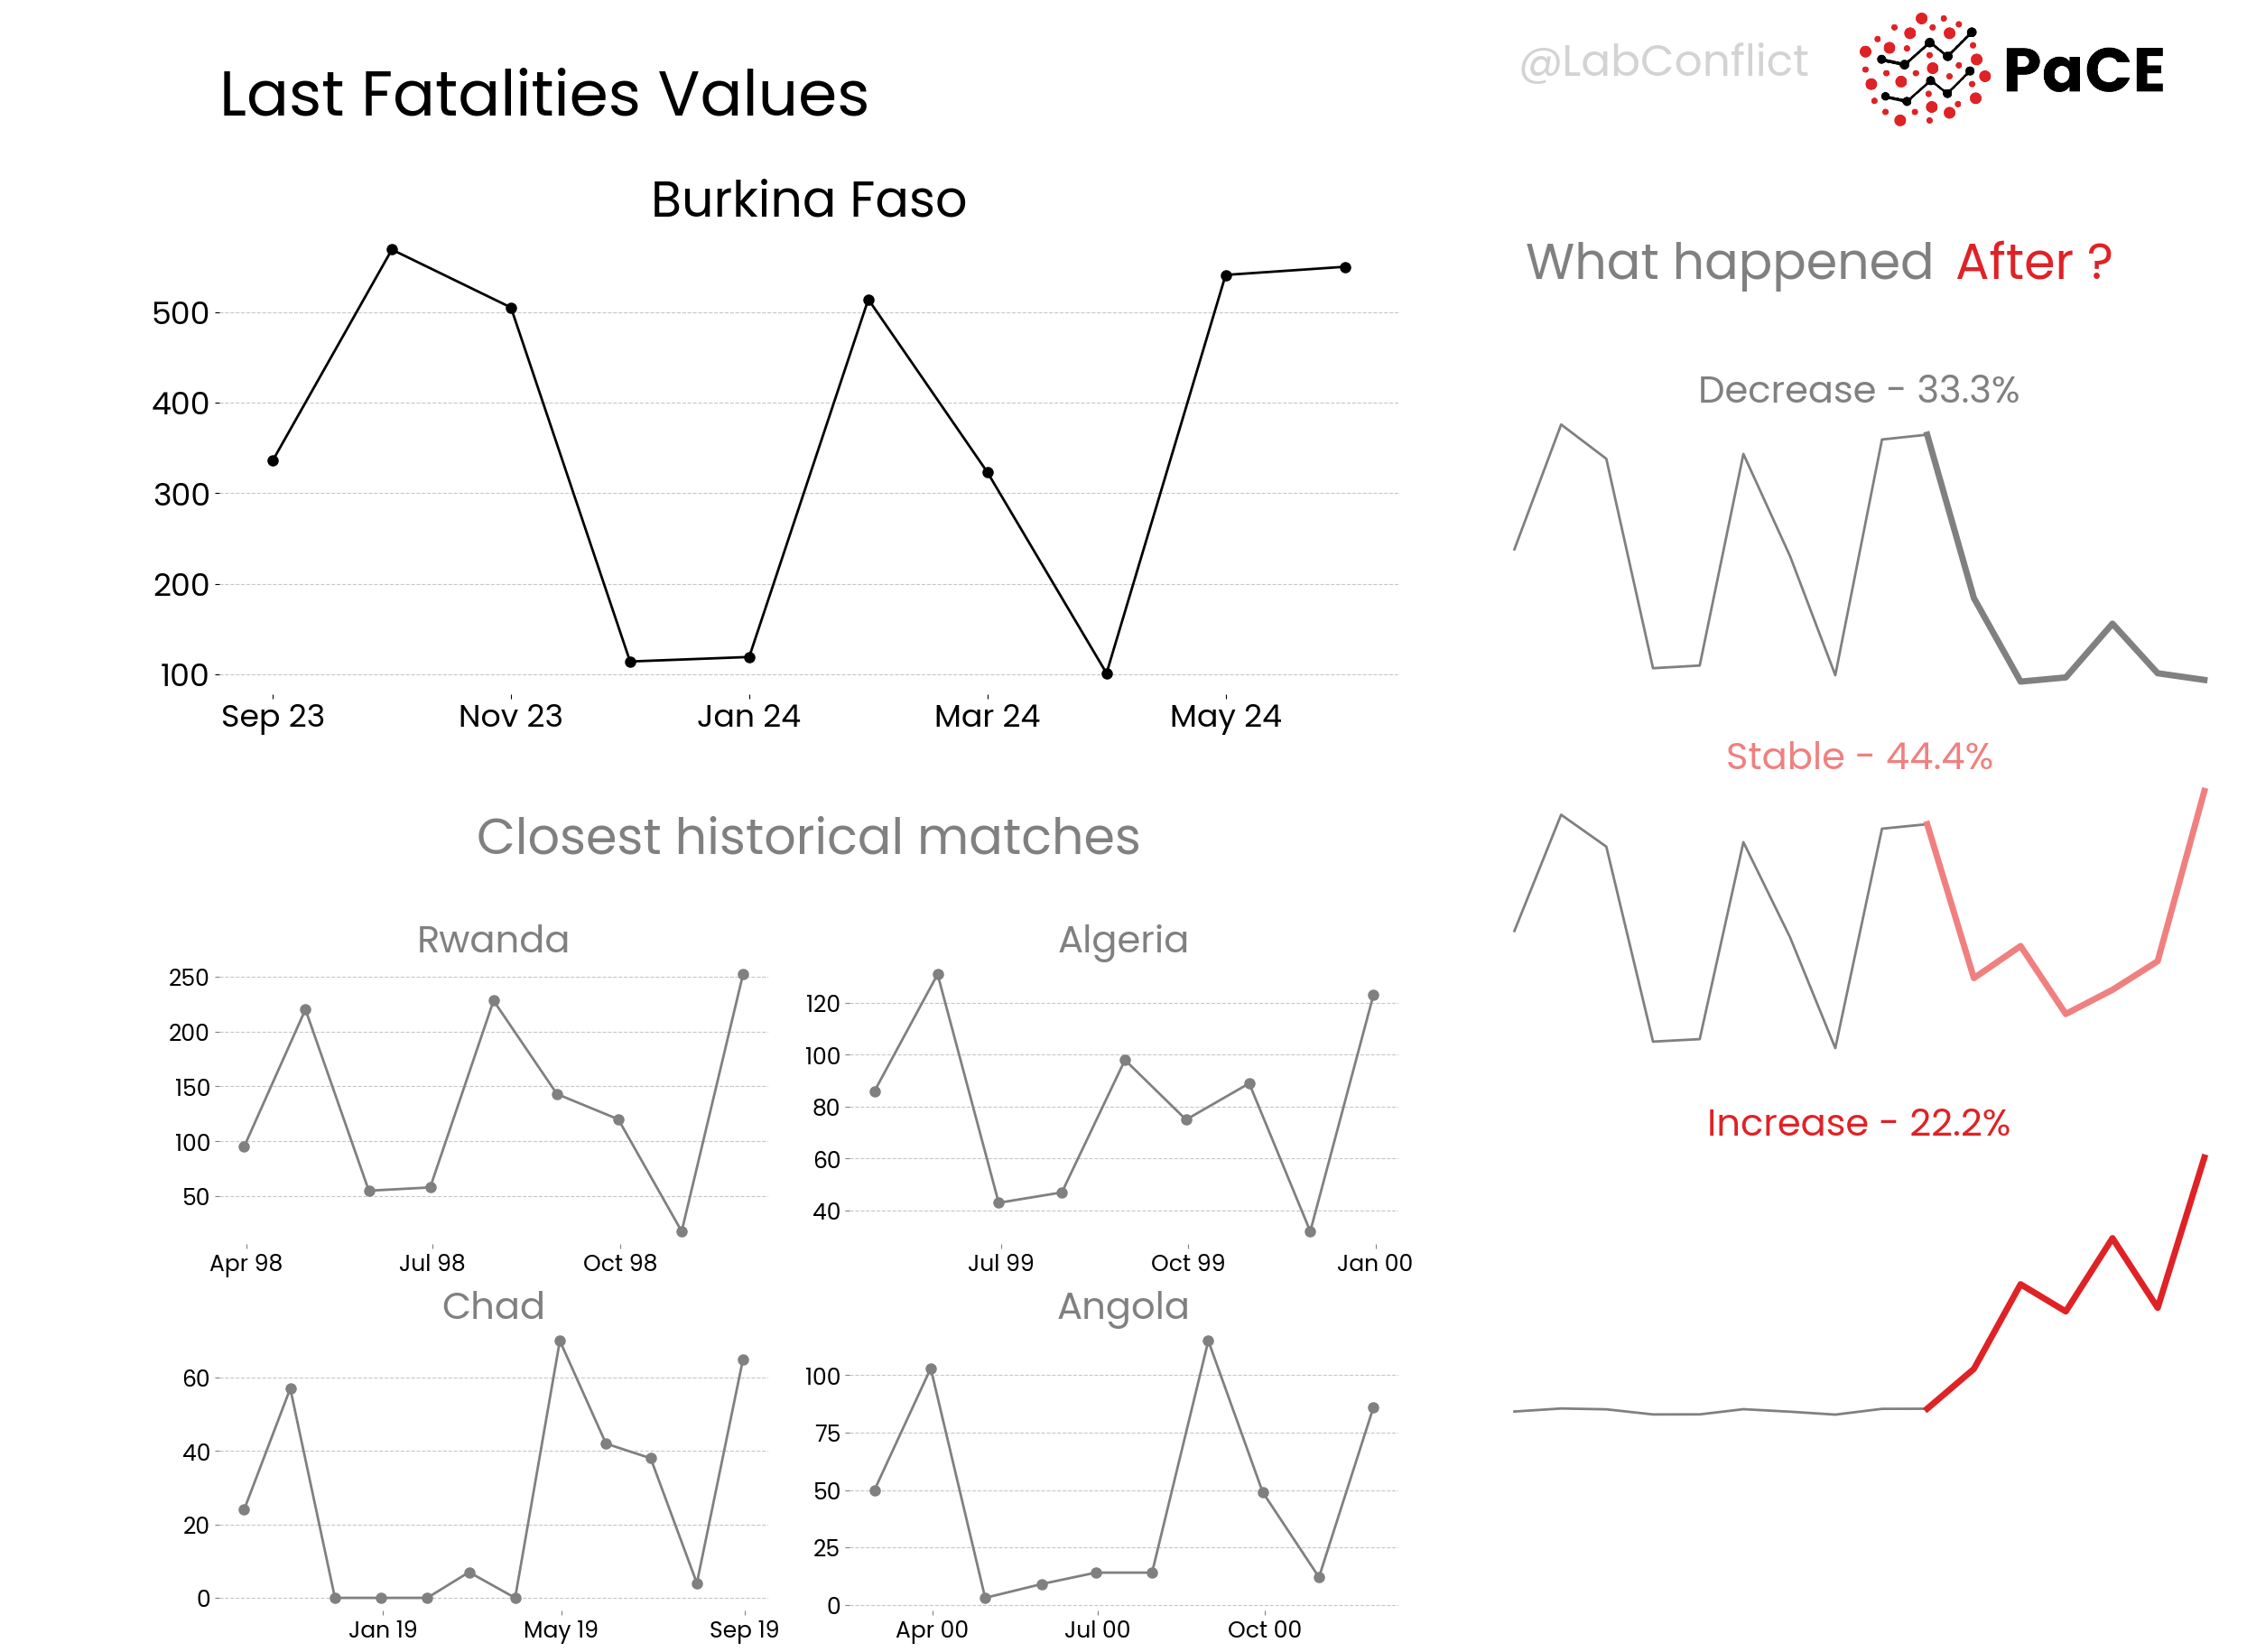 @LabConflict
PaCE
Last Fatalities Values
Burkina Faso
500
400
300
200
100
Sep 23 Nov 23 Jan 24 Mar 24 May 24
Closest historical matches
Rwanda
250
200
150
100
50
Apr 98 Jul 98 Oct 98
Algeria
120
100
80
60
40
Jul 99 Oct 99 Jan 00
Chad
60
40
20
0
Jan 19 May 19 Sep 19
Angola
100
75
50
25
0
Apr 00 Jul 00 Oct 00
What happened After ?
Decrease - 33.3%
Stable - 44.4%
Increase - 22.2%